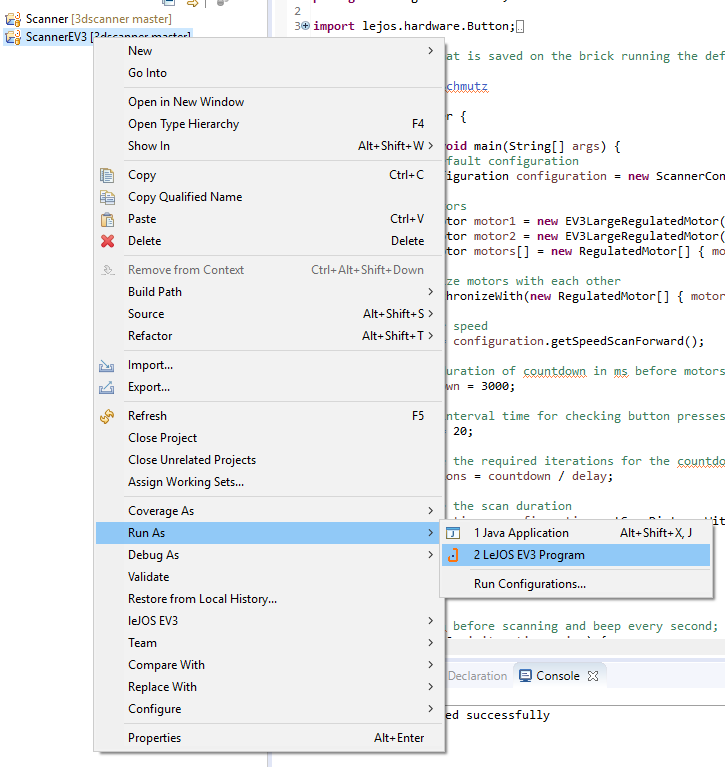 Scanner [3dscanner master]
ScannerEV3 [3dscanner master]
New
Go Into
Open in New Window
Open Type Hierarchy F4
Show In Alt+Shift+W
Copy Ctrl+C
Copy Qualified Name
Paste Ctrl+V
Delete Delete
Remove from Context Ctrl+Alt+Shift+Down
Build Path
Source Alt+Shift+S
Refactor Alt+Shift+T
Import...
Export...
Refresh F5
Close Project
Close Unrelated Projects
Assign Working Sets...
Coverage As
Run As
Debug As
Validate
Restore from Local History...
leJOS EV3
Team
Compare With
Replace With
Configure
Properties Alt+Enter
1 Java Application Alt+Shift+X, J
2 LeJOS EV3 Program
Run Configurations...
2
3 import lejos.hardware.Button;
at is saved on the brick running the def
chmutz
r {
oid main(String[] args) {
fault configuration
iguration configuration = new ScannerCon
ors
tor motor1 = new EV3LargeRegulatedMotor(
tor motor2 = new EV3LargeRegulatedMotor(
tor motors[] = new RegulatedMotor[] { mo
ze motors with each other
hronizeWith(new RegulatedMotor[] { motor
speed
configuration.getSpeedScanForward();
uration of countdown in ms before motors
wn = 3000;
nterval time for checking button presses
20;
the required iterations for the countdo
ons = countdown / delay;
the scan duration
before scanning and beep every second;
Declaration
Console
ed successfully